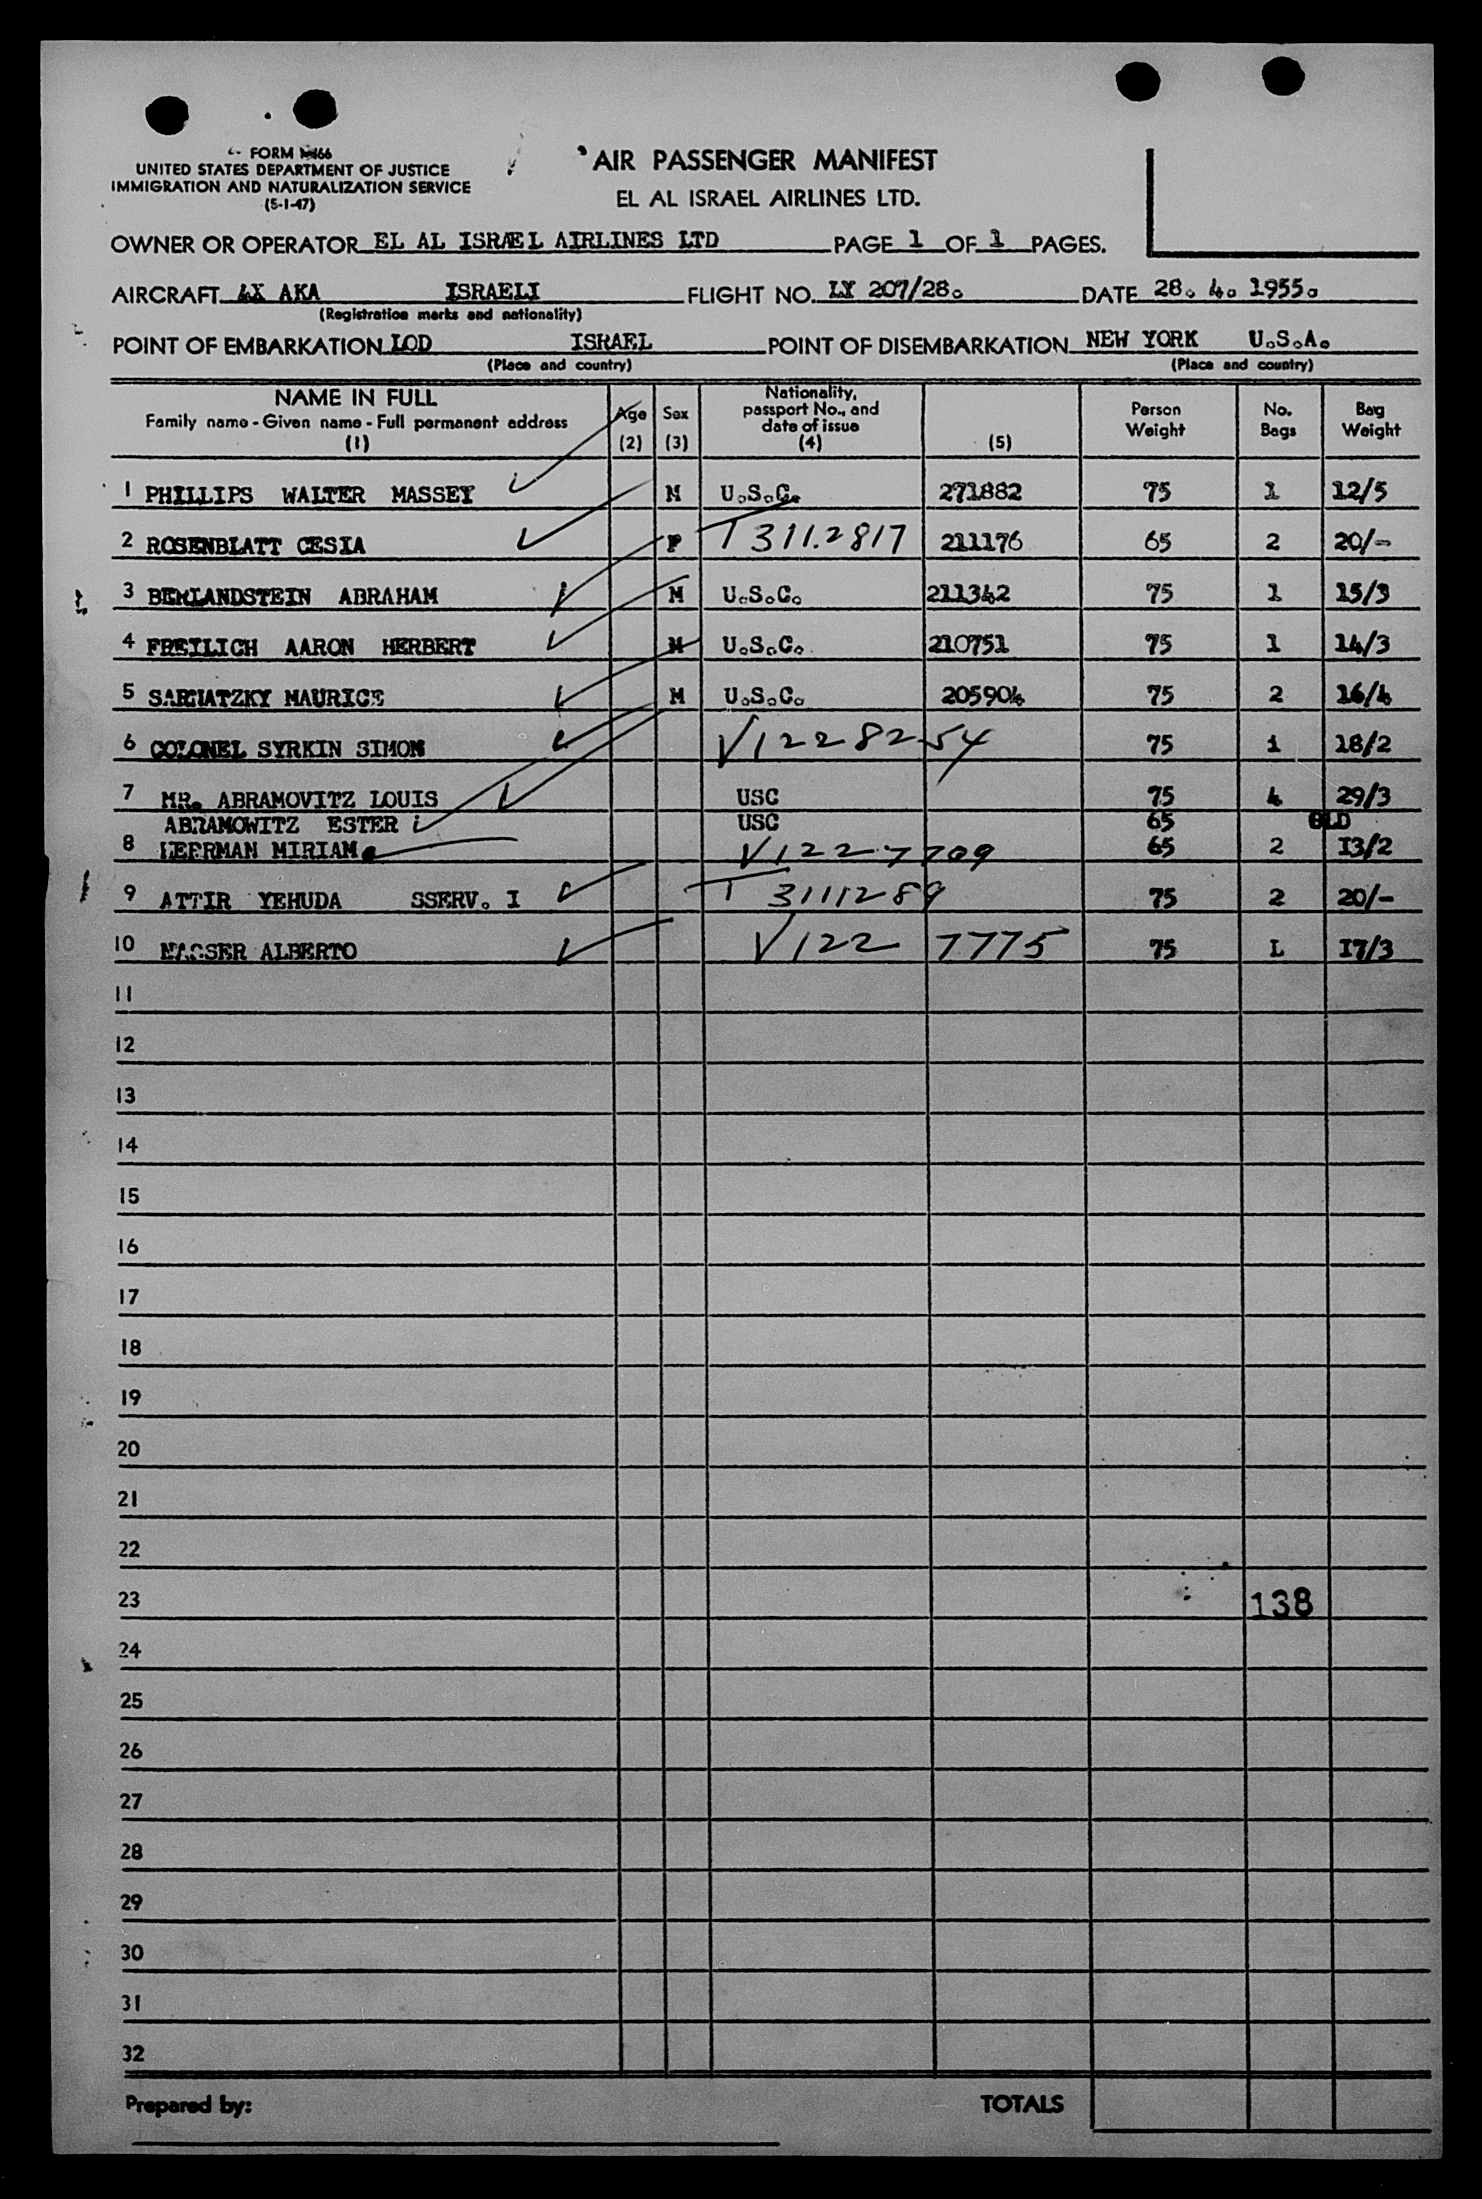 FORM I-466
UNITED STATES DEPARTMENT OF JUSTICE
IMMIGRATION AND NATURALIZATION SERVICE
(5-1-47)
AIR PASSENGER MANIFEST
EL AL ISRAEL AIRLINES LTD.
OWNER OR OPERATOR EL AL ISRAEL AIRLINES LTD PAGE 1 OF 1 PAGES.
AIRCRAFT 4X AKA ISRAELI FLIGHT NO. LY 207/28. DATE 28. 4. 1955.
(Registration marks and nationality)
POINT OF EMBARKATION LOD ISRAEL POINT OF DISEMBARKATION NEW YORK U.S.A.
(Place and country) (Place and country)
NAME IN FULL
Family name - Given name - Full permanent address
(1)
Age
(2)
Sex
(3)
Nationality,
passport No., and
date of issue
(4)
(5)
Person
Weight
No.
Bags
Bag
Weight
1 PHILLIPS WALTER MASSEY M U.S.C. 271882 75 1 12/5
2 ROSENBLATT CESIA F T 311.2817 211176 65 2 20/-
3 BERLANDSTEIN ABRAHAM M U.S.C. 211342 75 1 15/3
4 FREILICH AARON HERBERT M U.S.C. 210751 75 1 14/3
5 SARNATZKY MAURICE M U.S.C. 205904 75 2 16/4
6 COLONEL SYRKIN SIMON V1228254 75 1 18/2
7 MR. ABRAMOVITZ LOUIS USC 75 4 29/3
ABRAMOWITZ ESTER USC 65
8 MIRIAM V1227709 65 2 13/2
9 ATTIR YEHUDA SSERV. I T 3111289 75 2 20/-
10 ALBERTO V122 7775 75 L 17/3
11
12
13
14
15
16
17
18
19
20
21
22
23 138
24
25
26
27
28
29
30
31
32
Prepared by: TOTALS